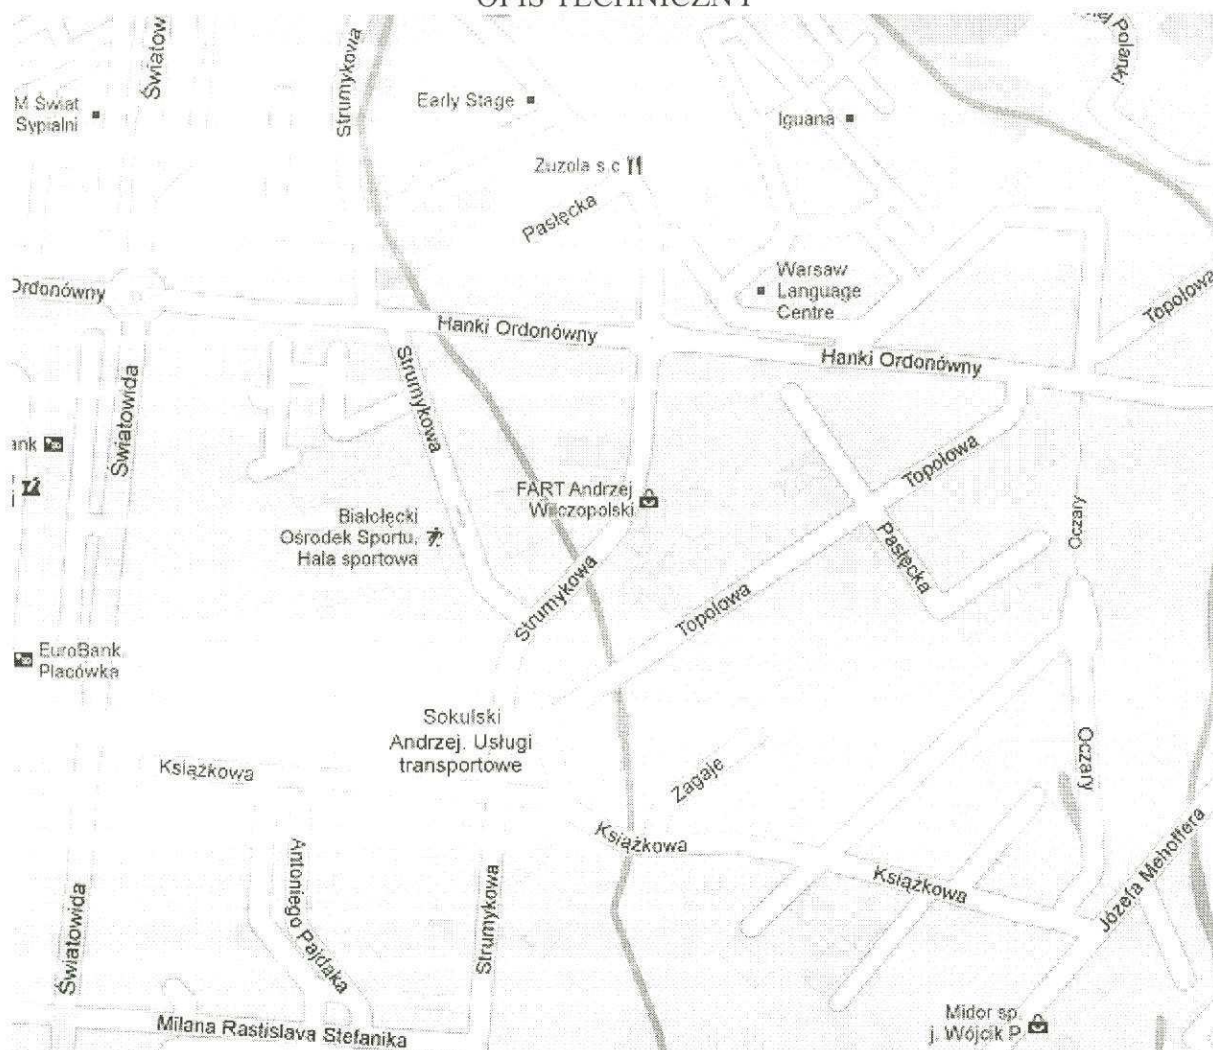 OPIS TECHNICZNY
Światow
Strumykowa
Polanki
M Świat
Sypialni
Early Stage
Iguana
Zuzola s.c
Pasłęcka
Warsaw
Language
Centre
Ordonówny
Topolowa
Hanki Ordonówny
Hanki Ordonówny
Strumykowa
Światowida
ank
Topolowa
FART Andrzej
Wilczopolski
Białołęcki
Ośrodek Sportu,
Hala sportowa
Oczary
Pasłęcka
Strumykowa
Topolowa
EuroBank.
Placówka
Sokulski
Andrzej. Usługi
transportowe
Oczary
Książkowa
Zagaje
Książkowa
Książkowa
Józefa Mehoffera
Antoniego Pajdaka
Strumykowa
Światowida
Milana Rastislava Stefanika
Midor sp.
j. Wójcik P.